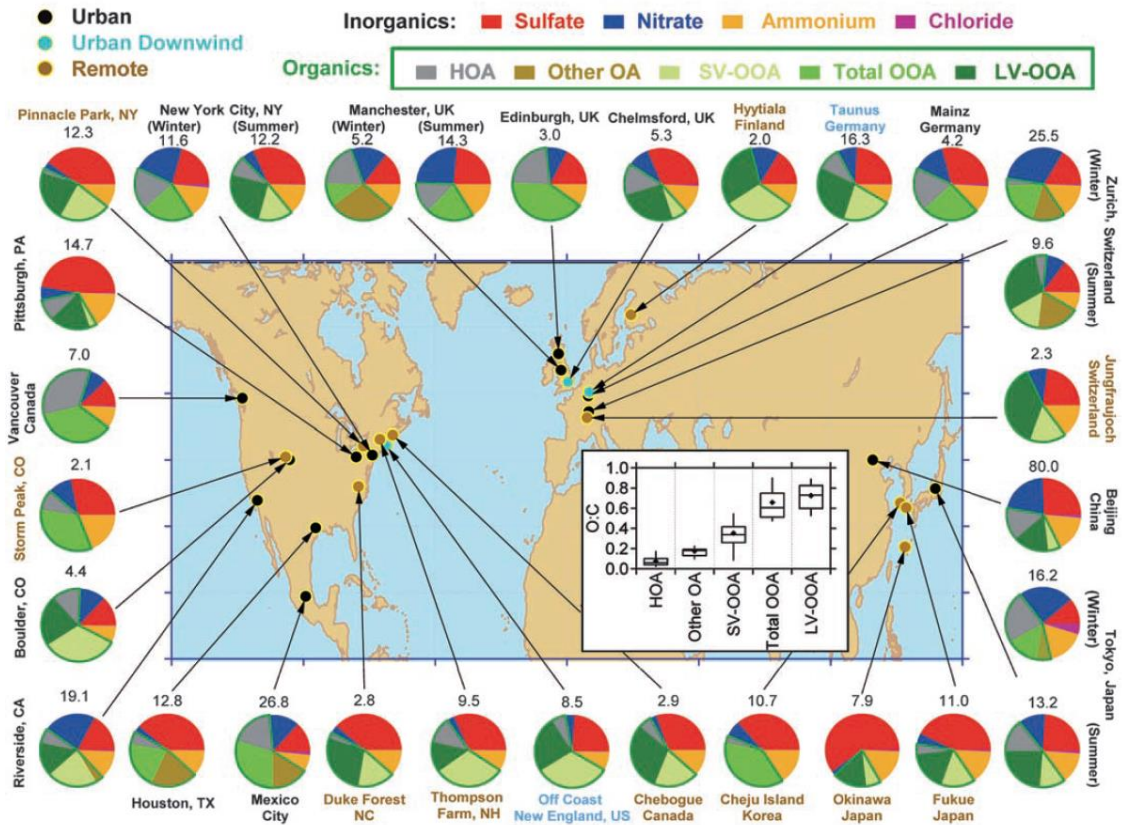 Urban
Urban Downwind
Remote
Inorganics: Sulfate Nitrate Ammonium Chloride
Organics: HOA Other OA SV-OOA Total OOA LV-OOA
Pinnacle Park, NY
12.3
New York City, NY
(Winter) (Summer)
11.6 12.2
Manchester, UK
(Winter) (Summer)
5.2 14.3
Edinburgh, UK
3.0
Chelmsford, UK
5.3
Hyytiala
Finland
2.0
Taunus
Germany
16.3
Mainz
Germany
4.2
25.5
(Winter)
Zurich, Switzerland
9.6
(Summer)
Pittsburgh, PA
14.7
Vancouver
Canada
7.0
Storm Peak, CO
2.1
Boulder, CO
4.4
Riverside, CA
19.1
2.3
Jungfraujoch
Switzerland
80.0
Beijing
China
16.2
(Winter)
Tokyo, Japan
13.2
(Summer)
O:C
1.0
0.8
0.6
0.4
0.2
0.0
HOA
Other OA
SV-OOA
Total OOA
LV-OOA
12.8
Houston, TX
26.8
Mexico
City
2.8
Duke Forest
NC
9.5
Thompson
Farm, NH
8.5
Off Coast
New England, US
2.9
Chebogue
Canada
10.7
Cheju Island
Korea
7.9
Okinawa
Japan
11.0
Fukue
Japan